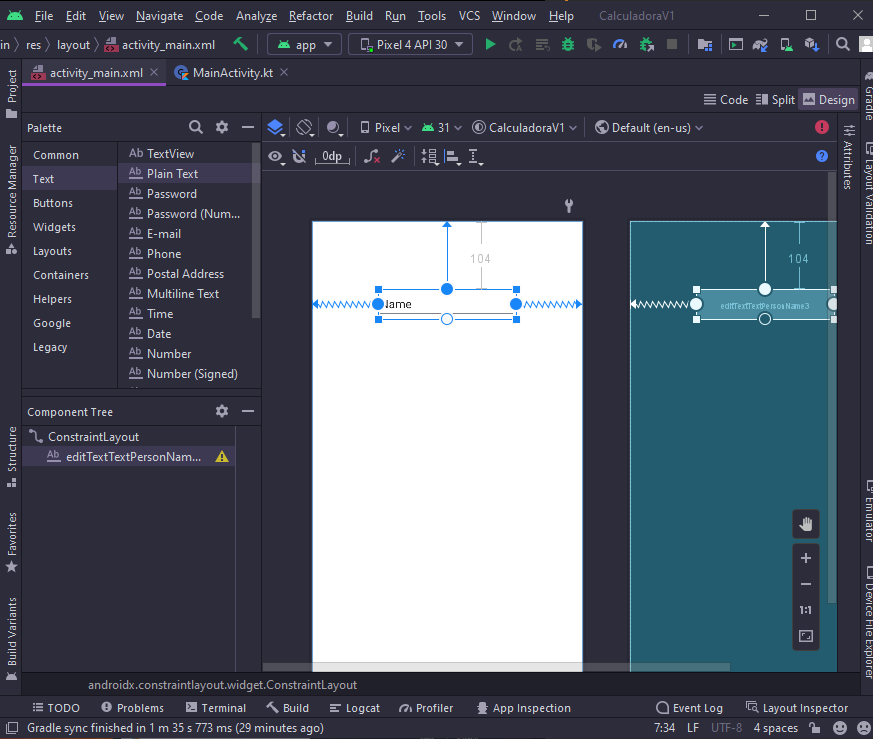 File Edit View Navigate Code Analyze Refactor Build Run Tools VCS Window Help CalculadoraV1
in res layout activity_main.xml app Pixel 4 API 30
activity_main.xml MainActivity.kt
Code Split Design
Palette
Pixel 31 CalculadoraV1 Default (en-us)
0dp
Common
Text
Buttons
Widgets
Layouts
Containers
Helpers
Google
Legacy
Ab TextView
Ab Plain Text
Ab Password
Ab Password (Num...
Ab E-mail
Ab Phone
Ab Postal Address
Ab Multiline Text
Ab Time
Ab Date
Ab Number
Ab Number (Signed)
Component Tree
ConstraintLayout
Ab editTextTextPersonNam...
104
Name
104
editTextTextPersonName3
1:1
Project
Resource Manager
Structure
Favorites
Build Variants
Gradle
Layout Validation
Attributes
Emulator
Device File Explorer
androidx.constraintlayout.widget.ConstraintLayout
TODO Problems Terminal Build Logcat Profiler App Inspection Event Log Layout Inspector
Gradle sync finished in 1 m 35 s 773 ms (29 minutes ago) 7:34 LF UTF-8 4 spaces